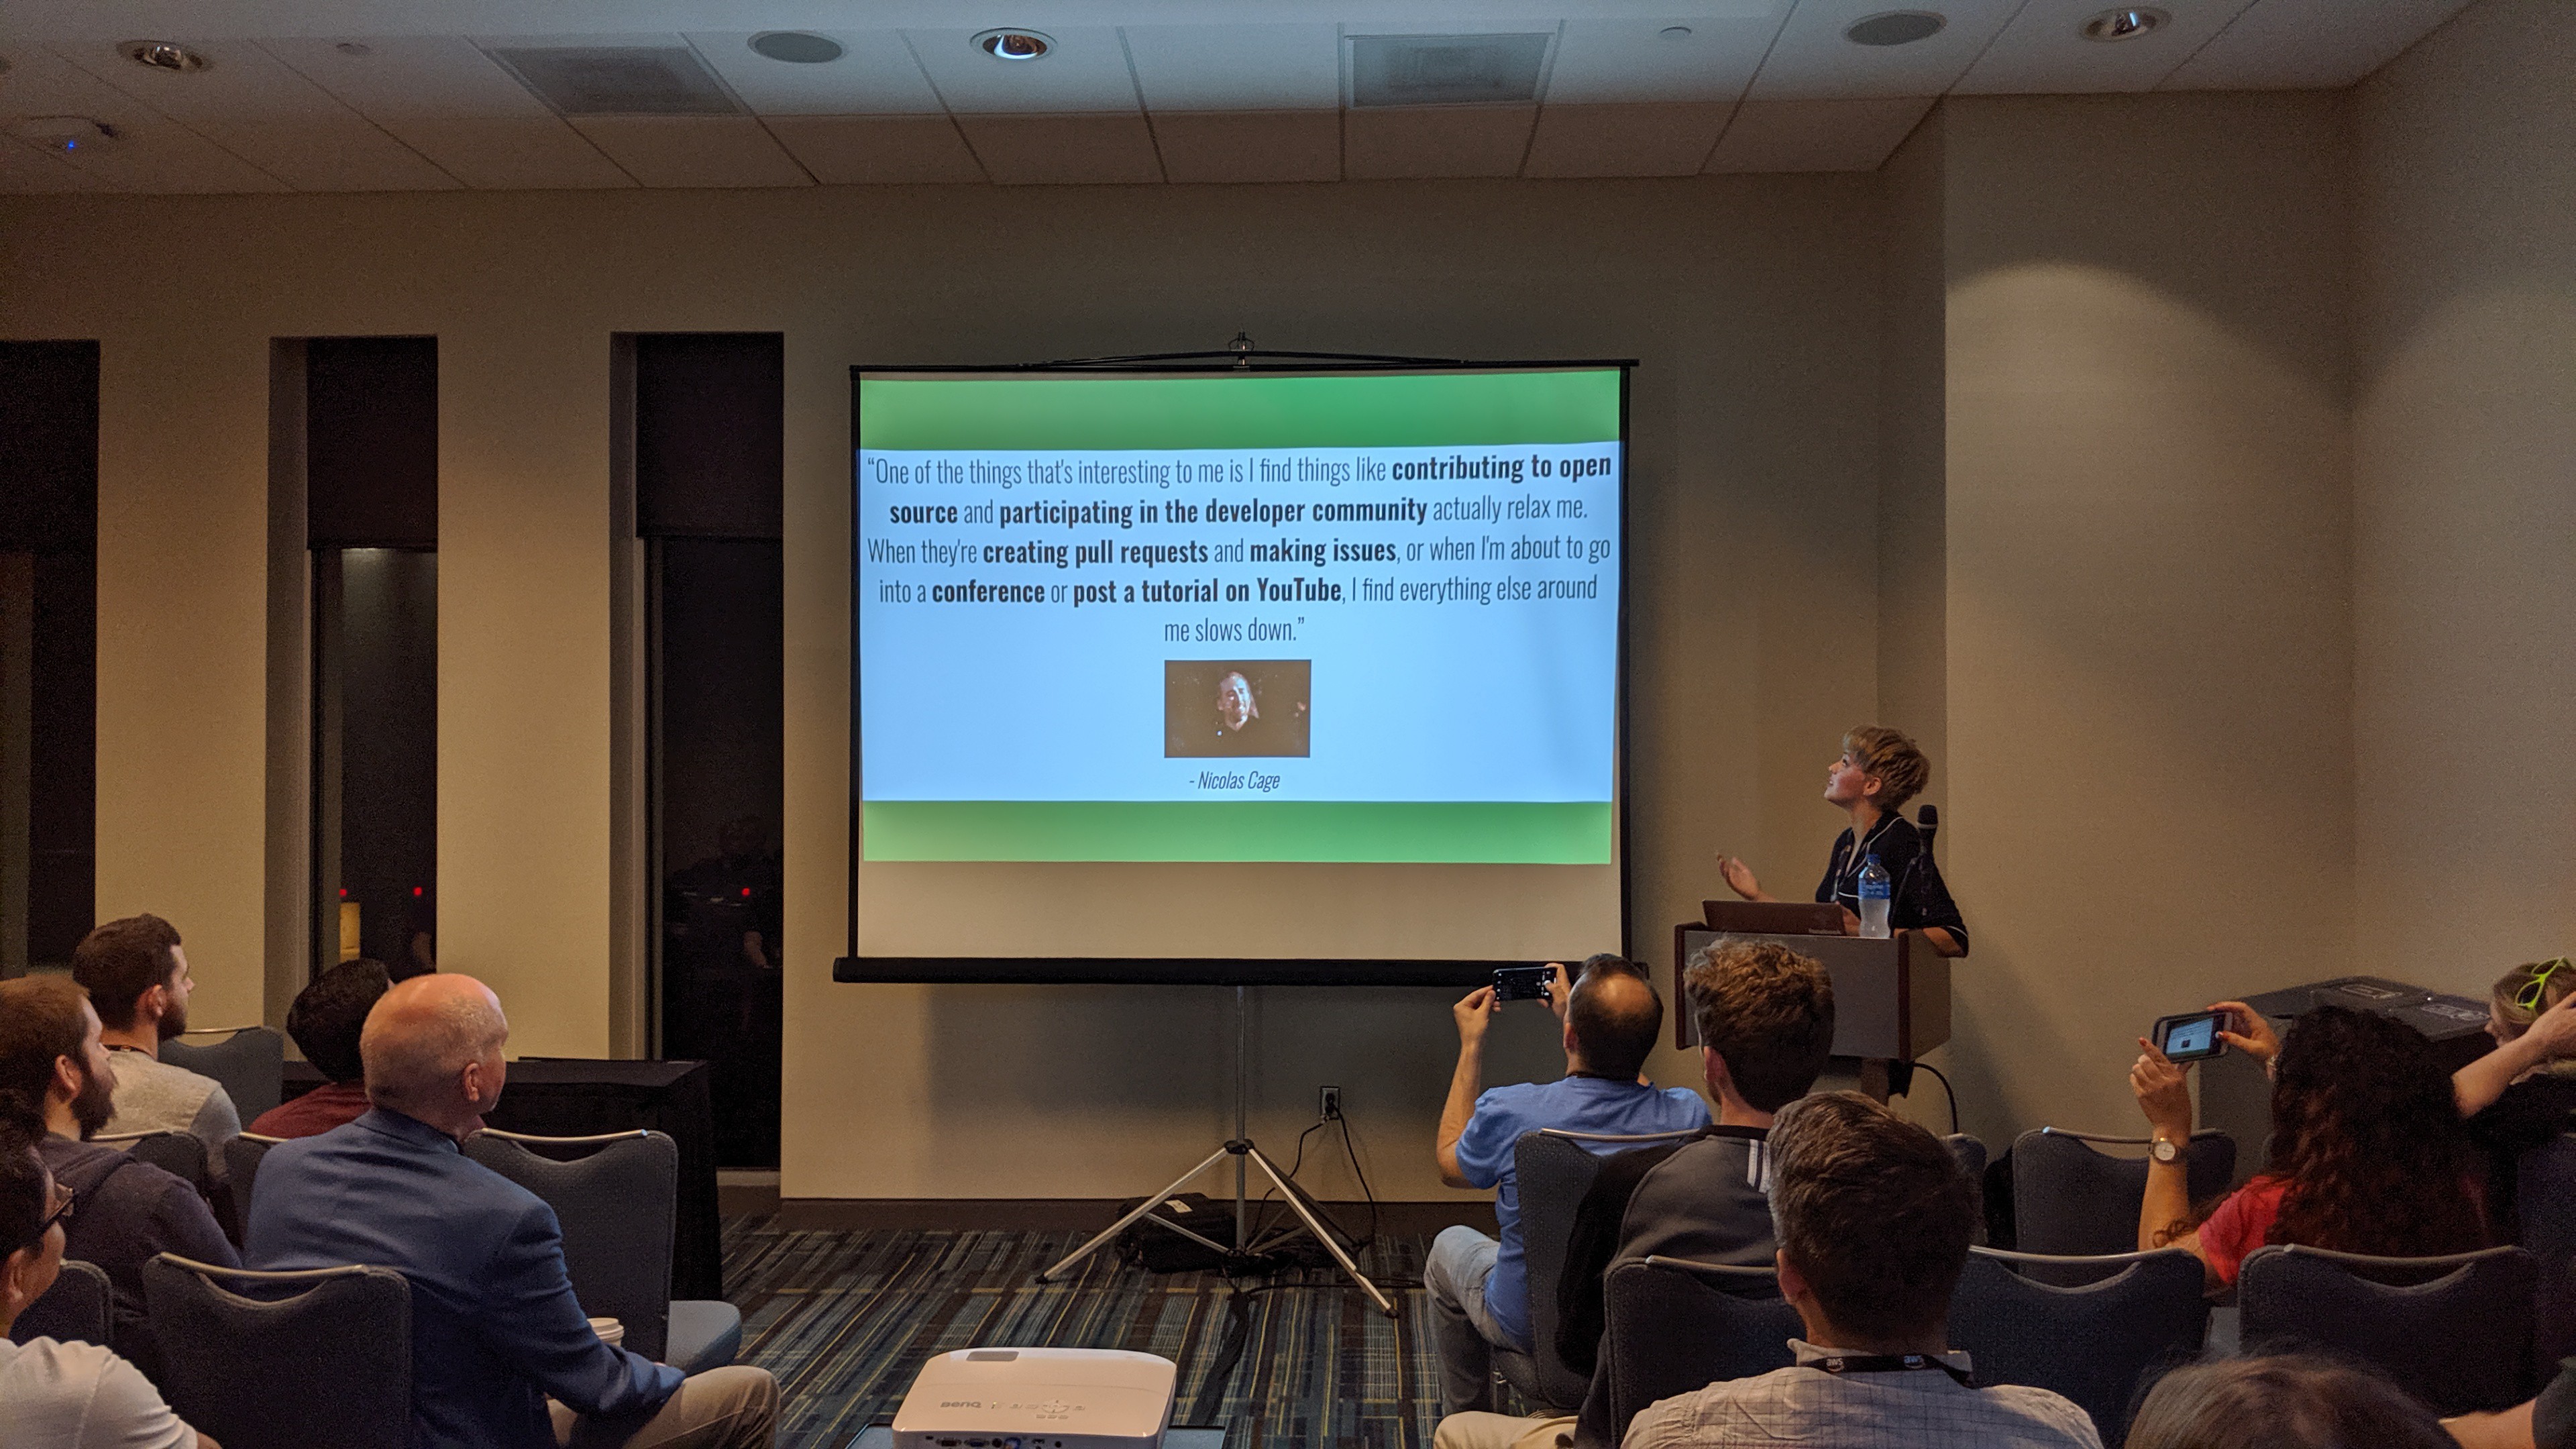 “One of the things that's interesting to me is I find things like contributing to open
source and participating in the developer community actually relax me.
When they're creating pull requests and making issues, or when I'm about to go
into a conference or post a tutorial on YouTube, I find everything else around
me slows down.”
- Nicolas Cage
BenQ
aws
aws